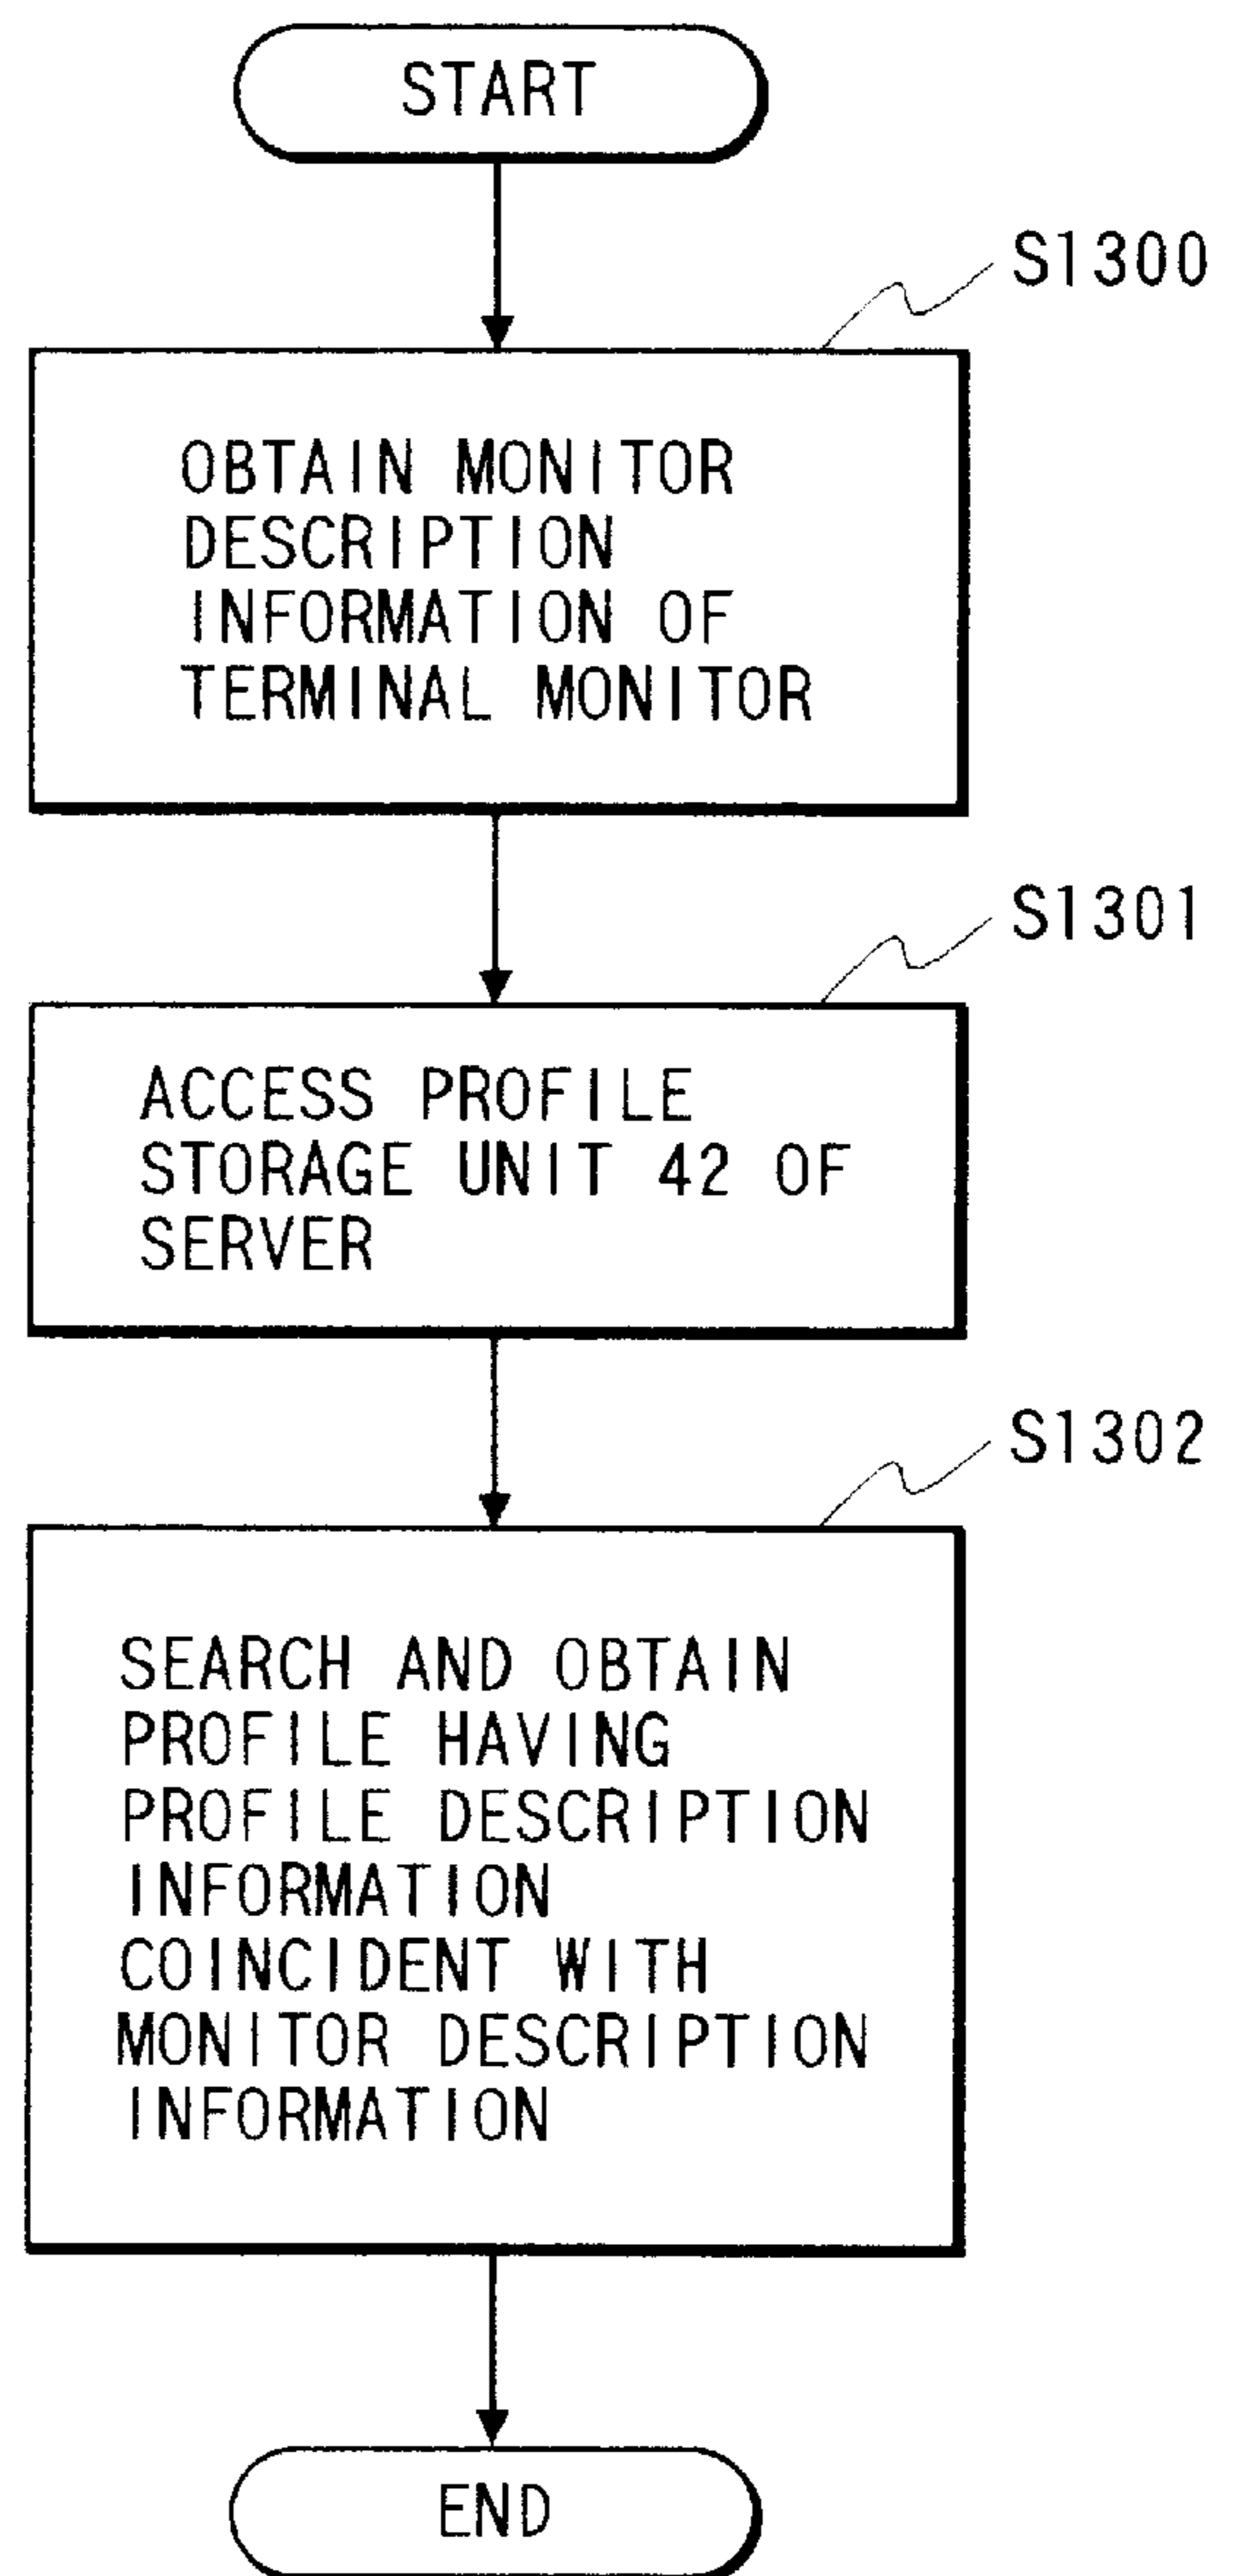 START
S1300
OBTAIN MONITOR
DESCRIPTION
INFORMATION OF
TERMINAL MONITOR
S1301
ACCESS PROFILE
STORAGE UNIT 42 OF
SERVER
S1302
SEARCH AND OBTAIN
PROFILE HAVING
PROFILE DESCRIPTION
INFORMATION
COINCIDENT WITH
MONITOR DESCRIPTION
INFORMATION
END